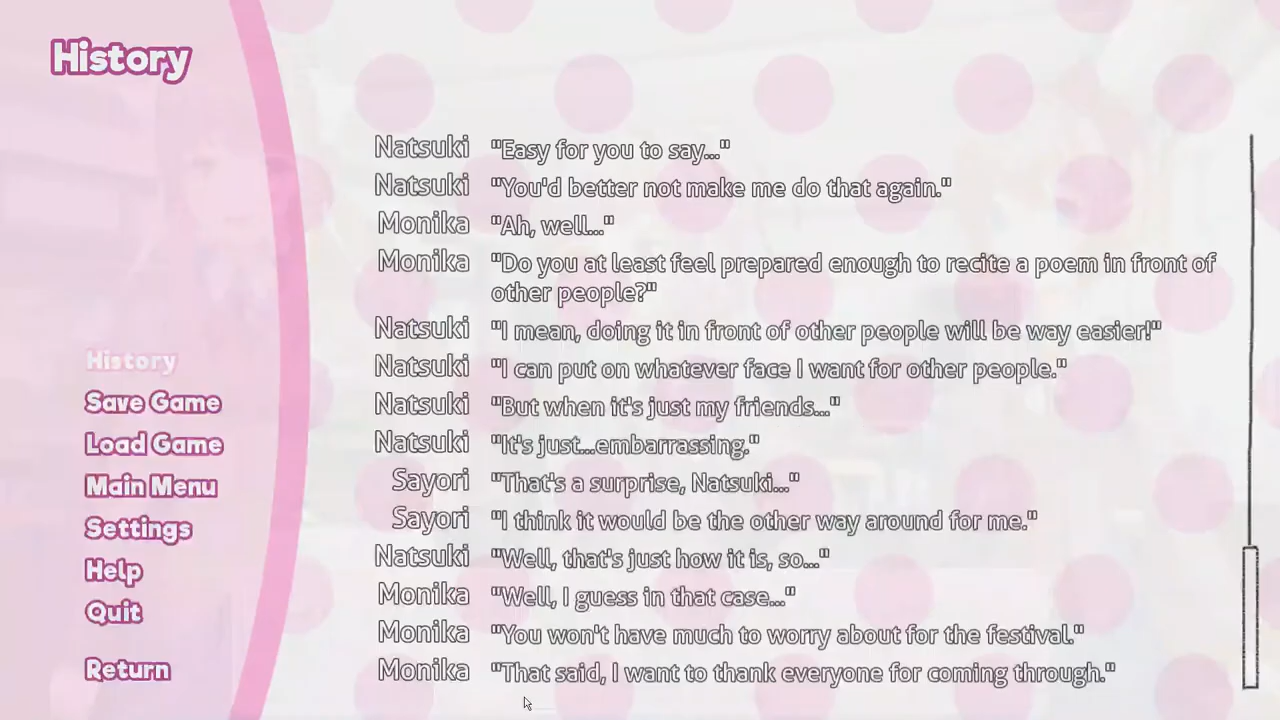 History
Natsuki "Easy for you to say..."
Natsuki "You'd better not make me do that again."
Monika "Ah, well..."
Monika "Do you at least feel prepared enough to recite a poem in front of
other people?"
Natsuki "I mean, doing it in front of other people will be way easier!"
Natsuki "I can put on whatever face I want for other people."
Natsuki "But when it's just my friends..."
Natsuki "It's just...embarrassing."
Sayori "That's a surprise, Natsuki..."
Sayori "I think it would be the other way around for me."
Natsuki "Well, that's just how it is, so..."
Monika "Well, I guess in that case..."
Monika "You won't have much to worry about for the festival."
Monika "That said, I want to thank everyone for coming through."
History
Save Game
Load Game
Main Menu
Settings
Help
Quit
Return